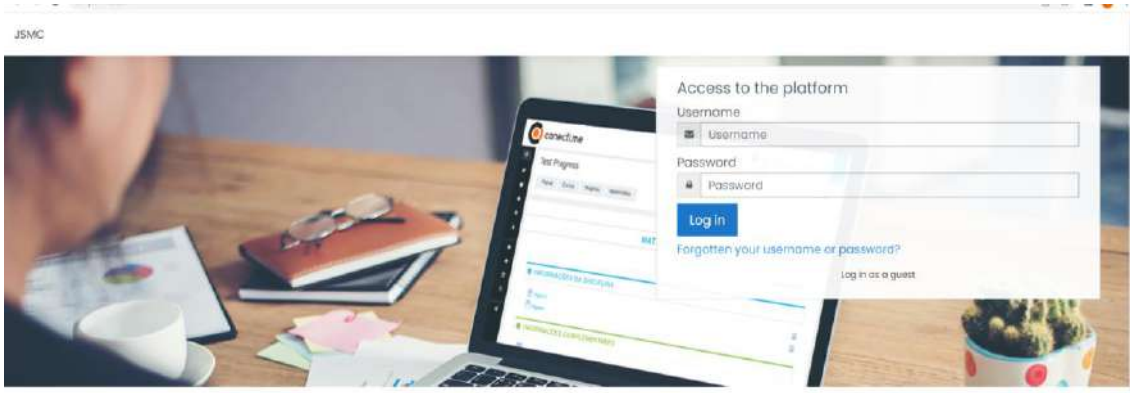 JSMC
Access to the platform
Username
Username
Password
Password
Log in
Forgotten your username or password?
Log in as a guest
conectime
Test Progress